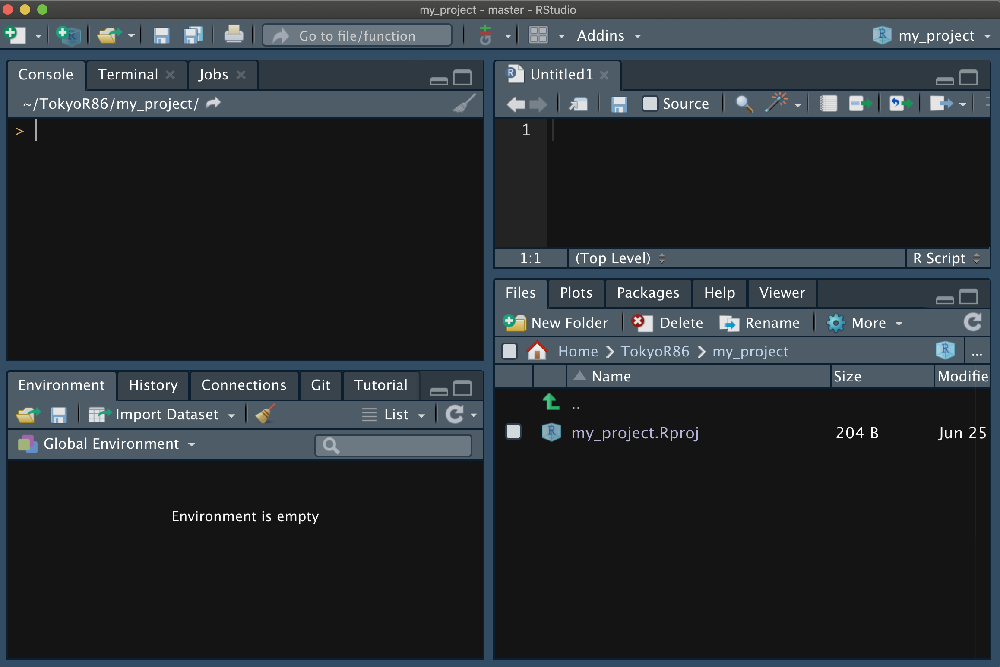 my_project - master - RStudio
Go to file/function
Git
Addins
my_project
Console Terminal Jobs
~/TokyoR86/my_project/
>
Untitled1
Source
1
1:1 (Top Level) R Script
Environment History Connections Git Tutorial
Import Dataset List
Global Environment
Environment is empty
Files Plots Packages Help Viewer
New Folder Delete Rename More
Home TokyoR86 my_project ...
Name Size Modifie
..
my_project.Rproj 204 B Jun 25